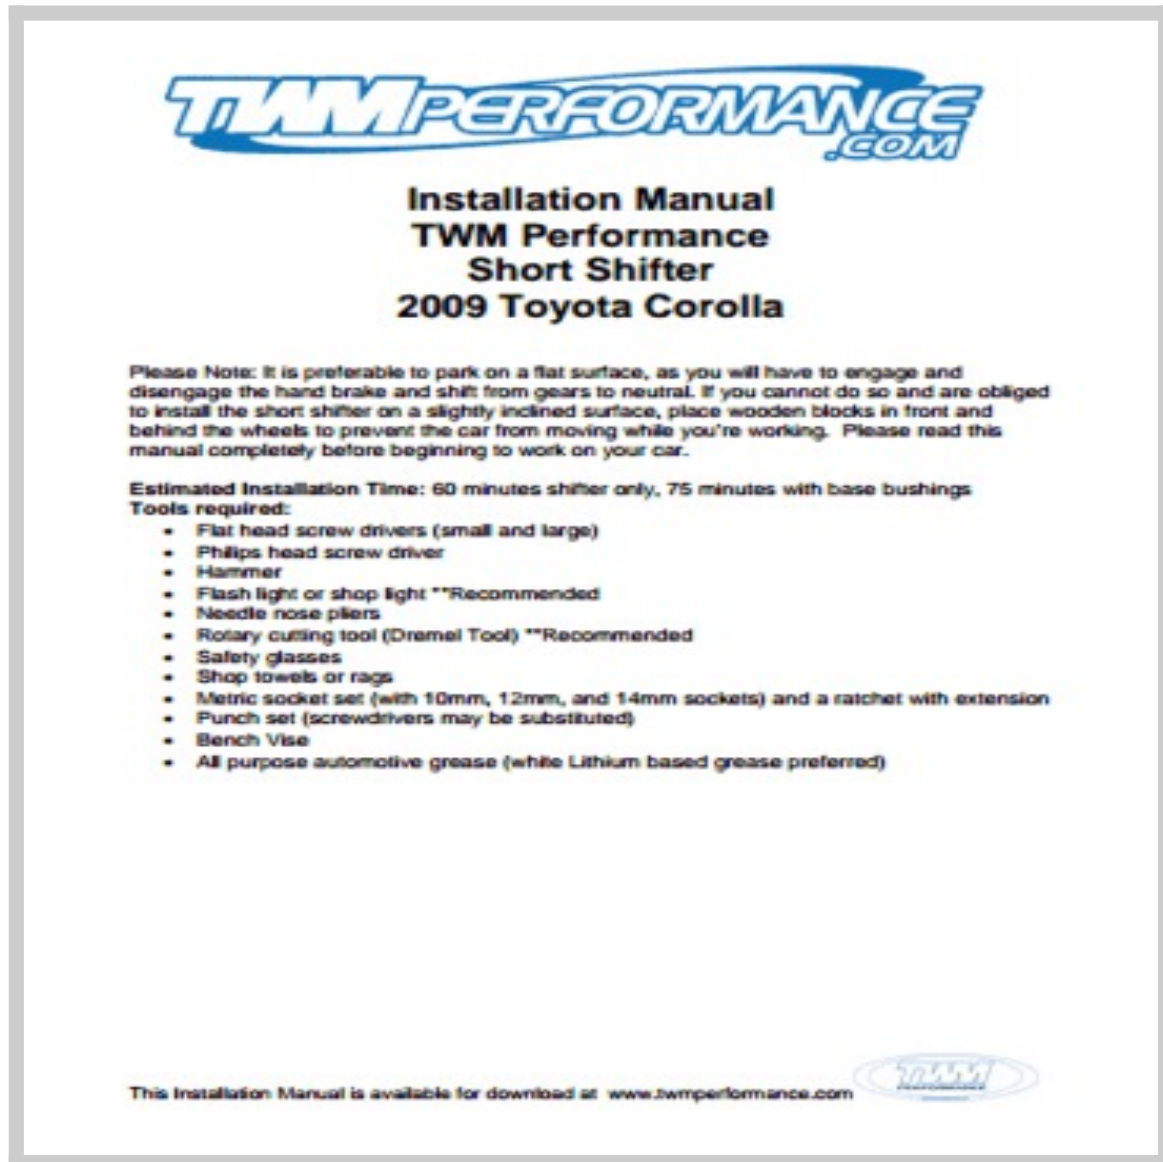 TWMPERFORMANCE
.COM
Installation Manual
TWM Performance
Short Shifter
2009 Toyota Corolla
Please Note: It is preferable to park on a flat surface, as you will have to engage and
disengage the hand brake and shift from gears to neutral. If you cannot do so and are obliged
to install the short shifter on a slightly inclined surface, place wooden blocks in front and
behind the wheels to prevent the car from moving while you're working. Please read this
manual completely before beginning to work on your car.
Estimated Installation Time: 60 minutes shifter only, 75 minutes with base bushings
Tools required:
• Flat head screw drivers (small and large)
• Philips head screw driver
• Hammer
• Flash light or shop light **Recommended
• Needle nose pliers
• Rotary cutting tool (Dremel Tool) **Recommended
• Safety glasses
• Shop towels or rags
• Metric socket set (with 10mm, 12mm, and 14mm sockets) and a ratchet with extension
• Punch set (screwdrivers may be substituted)
• Bench Vise
• All purpose automotive grease (white Lithium based grease preferred)
This Installation Manual is available for download at www.twmperformance.com
TWM
PERFORMANCE